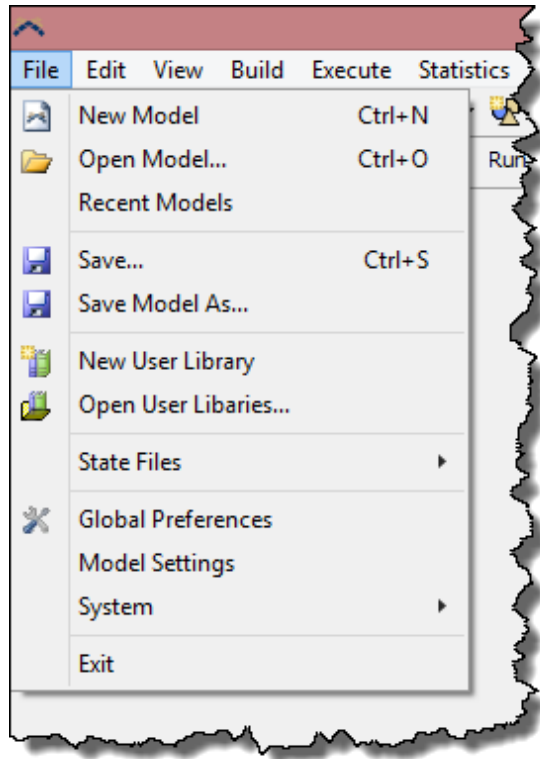 File Edit View Build Execute Statistics
New Model Ctrl+N
Open Model... Ctrl+O
Run
Recent Models
Save... Ctrl+S
Save Model As...
New User Library
Open User Libaries...
State Files
Global Preferences
Model Settings
System
Exit